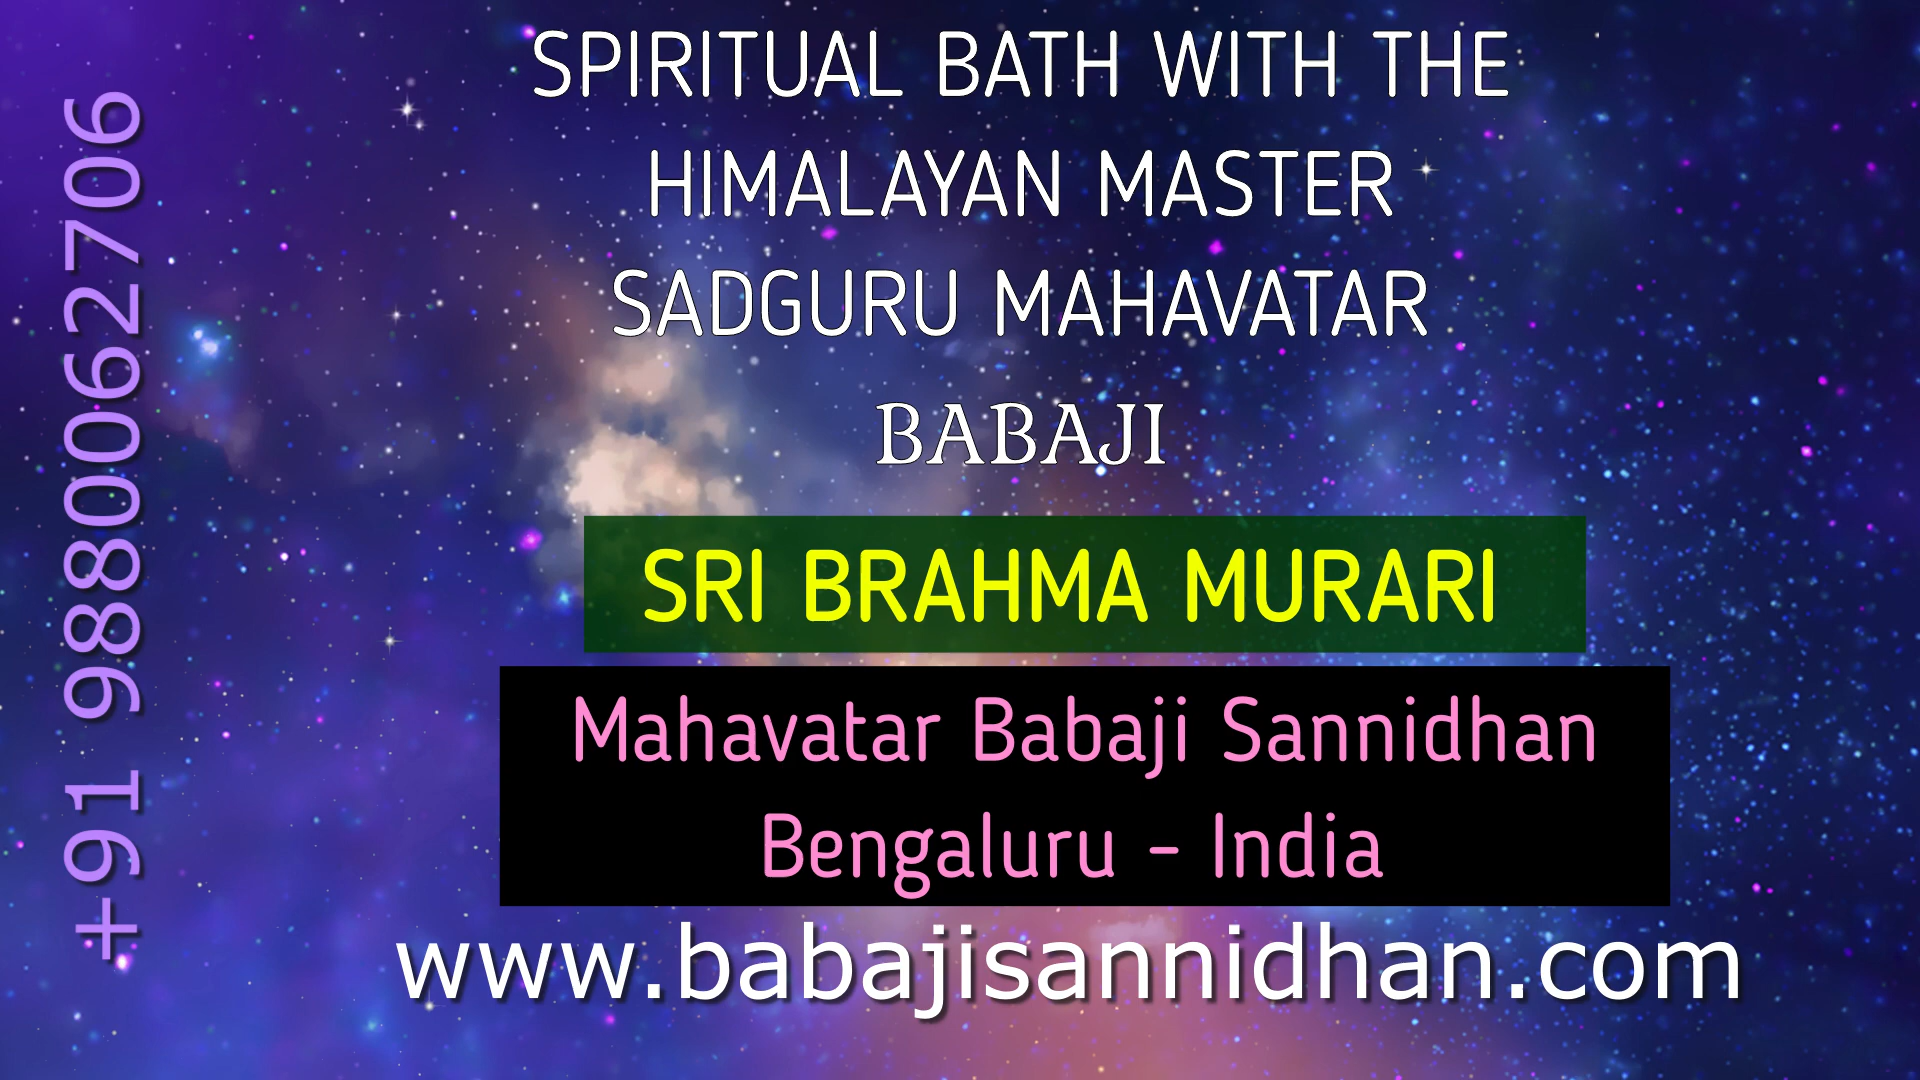 SPIRITUAL BATH WITH THE
HIMALAYAN MASTER
SADGURU MAHAVATAR
BABAJI
SRI BRAHMA MURARI
Mahavatar Babaji Sannidhan
Bengaluru - India
www.babajisannidhan.com
+91 9880062706